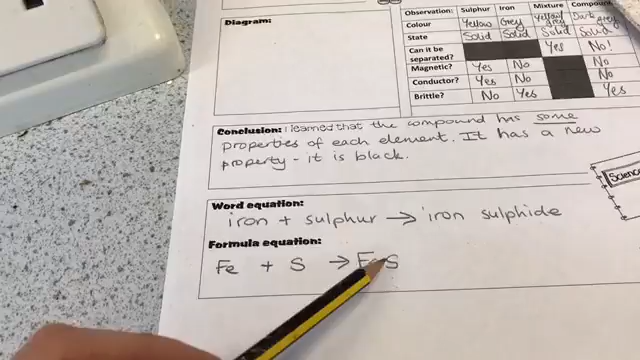 Diagram:
Observation: Sulphur Iron Mixture Compound
Colour Yellow Grey Yellow grey Dark grey
State Solid Solid Solid Solid
Can it be separated? Yes No!
Magnetic? Yes No No
Conductor? Yes No No
Brittle? No Yes Yes
Conclusion: I learned that the compound has some
properties of each element. It has a new
property - it is black.
Science
Word equation:
iron + sulphur → iron sulphide
Formula equation:
Fe + S →